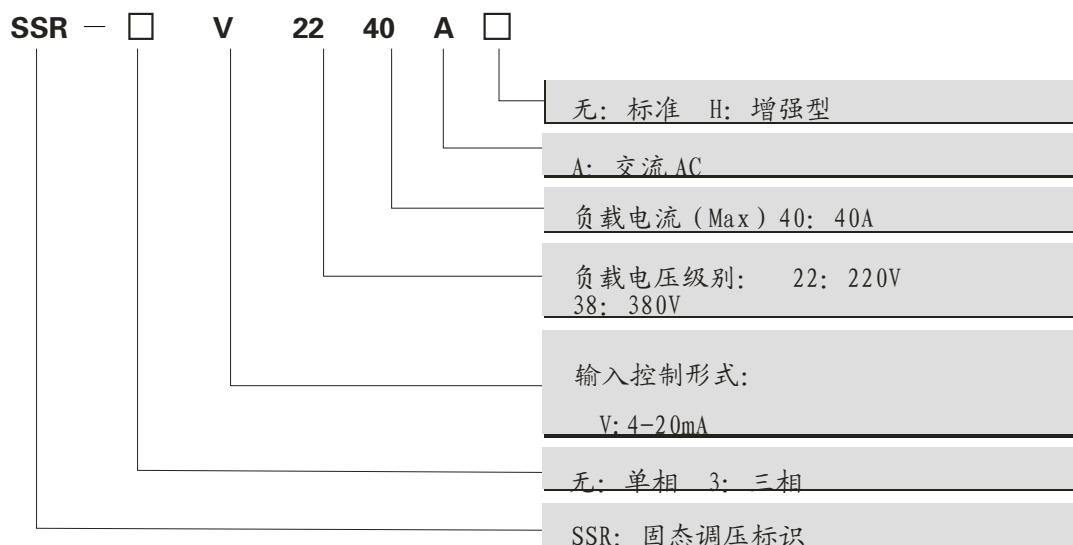 SSR — □ V 22 40 A □
无: 标准 H: 增强型
A: 交流 AC
负载电流 (Max) 40: 40A
负载电压级别: 22: 220V
38: 380V
输入控制形式:
V: 4-20mA
无: 单相 3: 三相
SSR: 固态调压标识